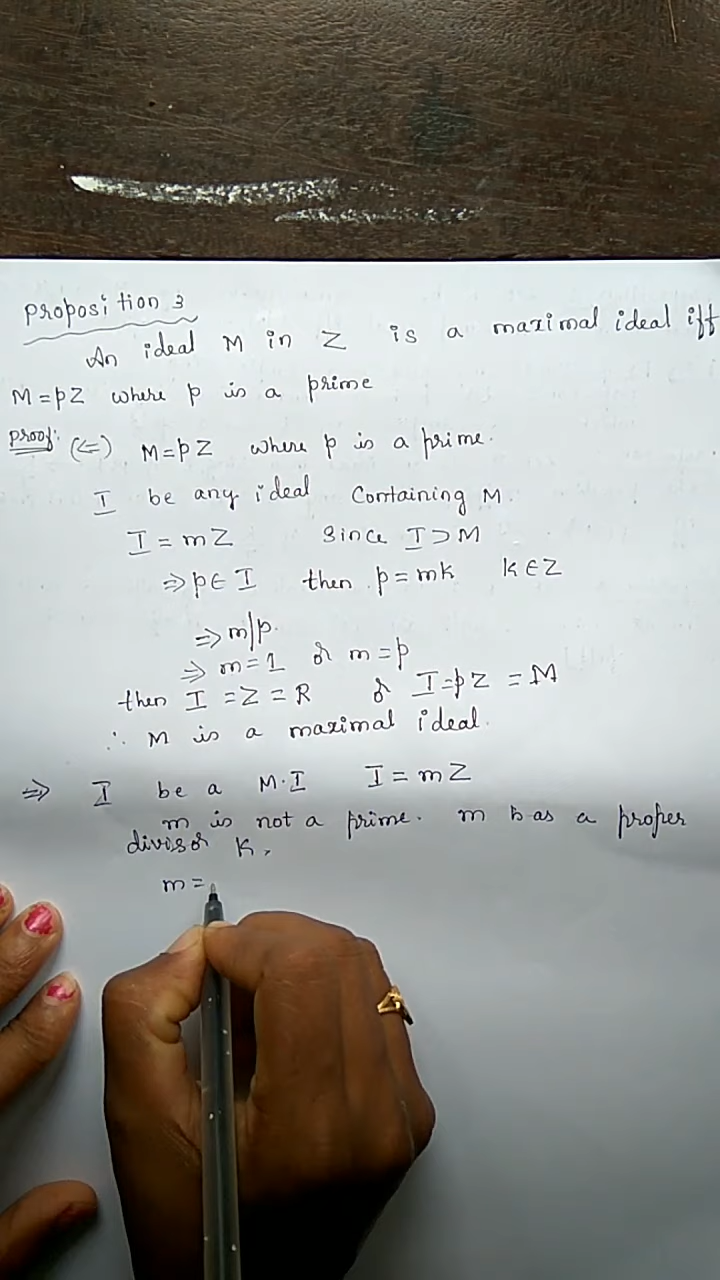 Proposition 3
An ideal M in Z is a maximal ideal iff
M = pZ where p is a prime
Proof: (⇐) M = pZ where p is a prime.
I be any ideal Containing M.
I = mZ Since I ⊃ M
⇒ p ∈ I then p = mk k ∈ Z
⇒ m/p.
⇒ m = 1 or m = p
then I = Z = R or I = pZ = M
∴ M is a maximal ideal.
⇒ I be a M.I I = mZ
m is not a prime. m has a proper
divisor k,
m =